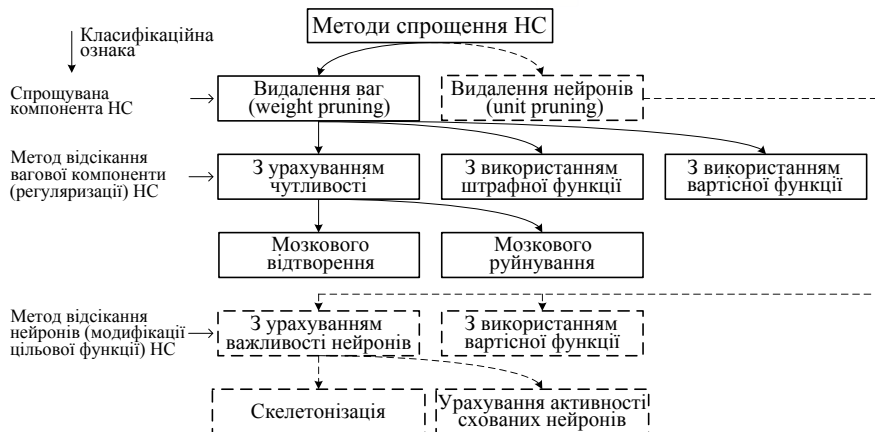 Методи спрощення НС
Класифікаційна
ознака
Спрощувана
компонента НС
Видалення ваг
(weight pruning)
Видалення нейронів
(unit pruning)
Метод відсікання
вагової компоненти
(регуляризації) НС
З урахуванням
чутливості
З використанням
штрафної функції
З використанням
вартісної функції
Мозкового
відтворення
Мозкового
руйнування
Метод відсікання
нейронів (модифікації
цільової функції) НС
З урахуванням
важливості нейронів
З використанням
вартісної функції
Скелетонізація
Урахування активності
схованих нейронів